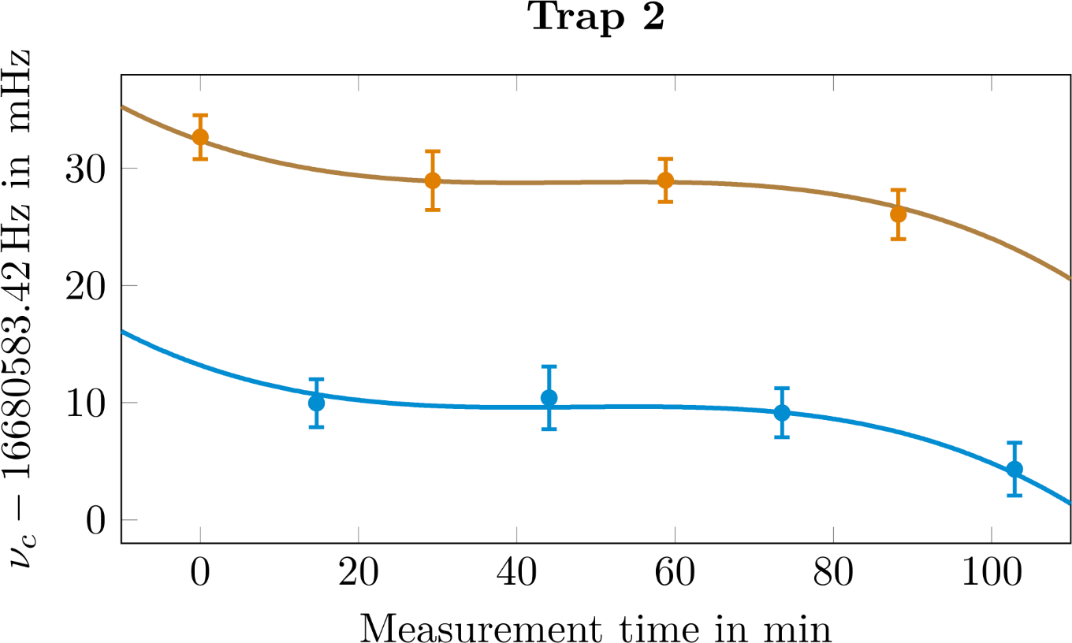 Trap 2
ν_c − 16680583.42 Hz in mHz
30
20
10
0
0 20 40 60 80 100
Measurement time in min